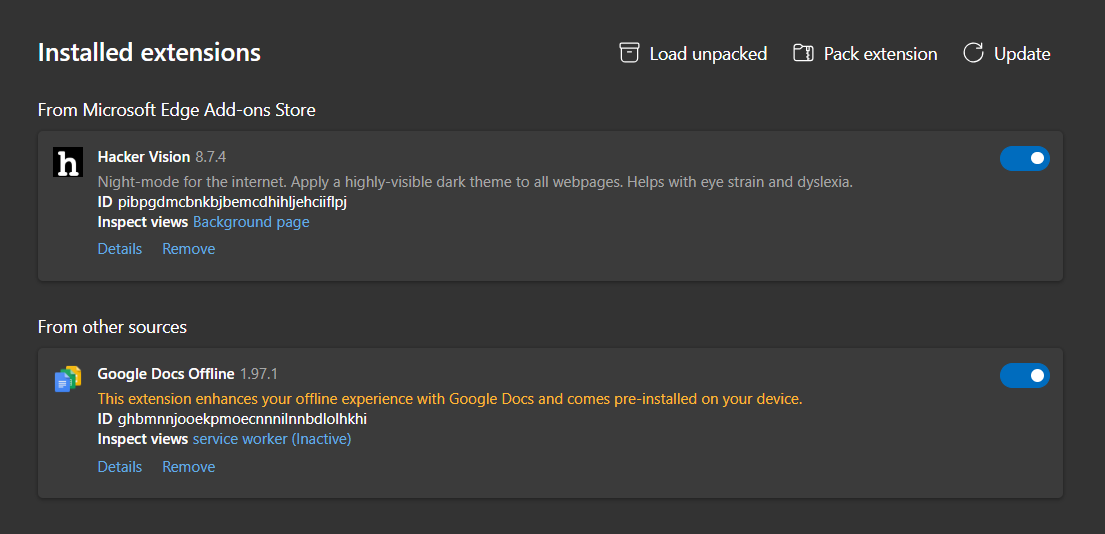 Installed extensions
Load unpacked
Pack extension
Update
From Microsoft Edge Add-ons Store
h
Hacker Vision 8.7.4
Night-mode for the internet. Apply a highly-visible dark theme to all webpages. Helps with eye strain and dyslexia.
ID pibpgdmcbnkbjbemcdhihljehciiflpj
Inspect views Background page
Details Remove
From other sources
Google Docs Offline 1.97.1
This extension enhances your offline experience with Google Docs and comes pre-installed on your device.
ID ghbmnnjooekpmoecnnnilnnbdlolhkhi
Inspect views service worker (Inactive)
Details Remove